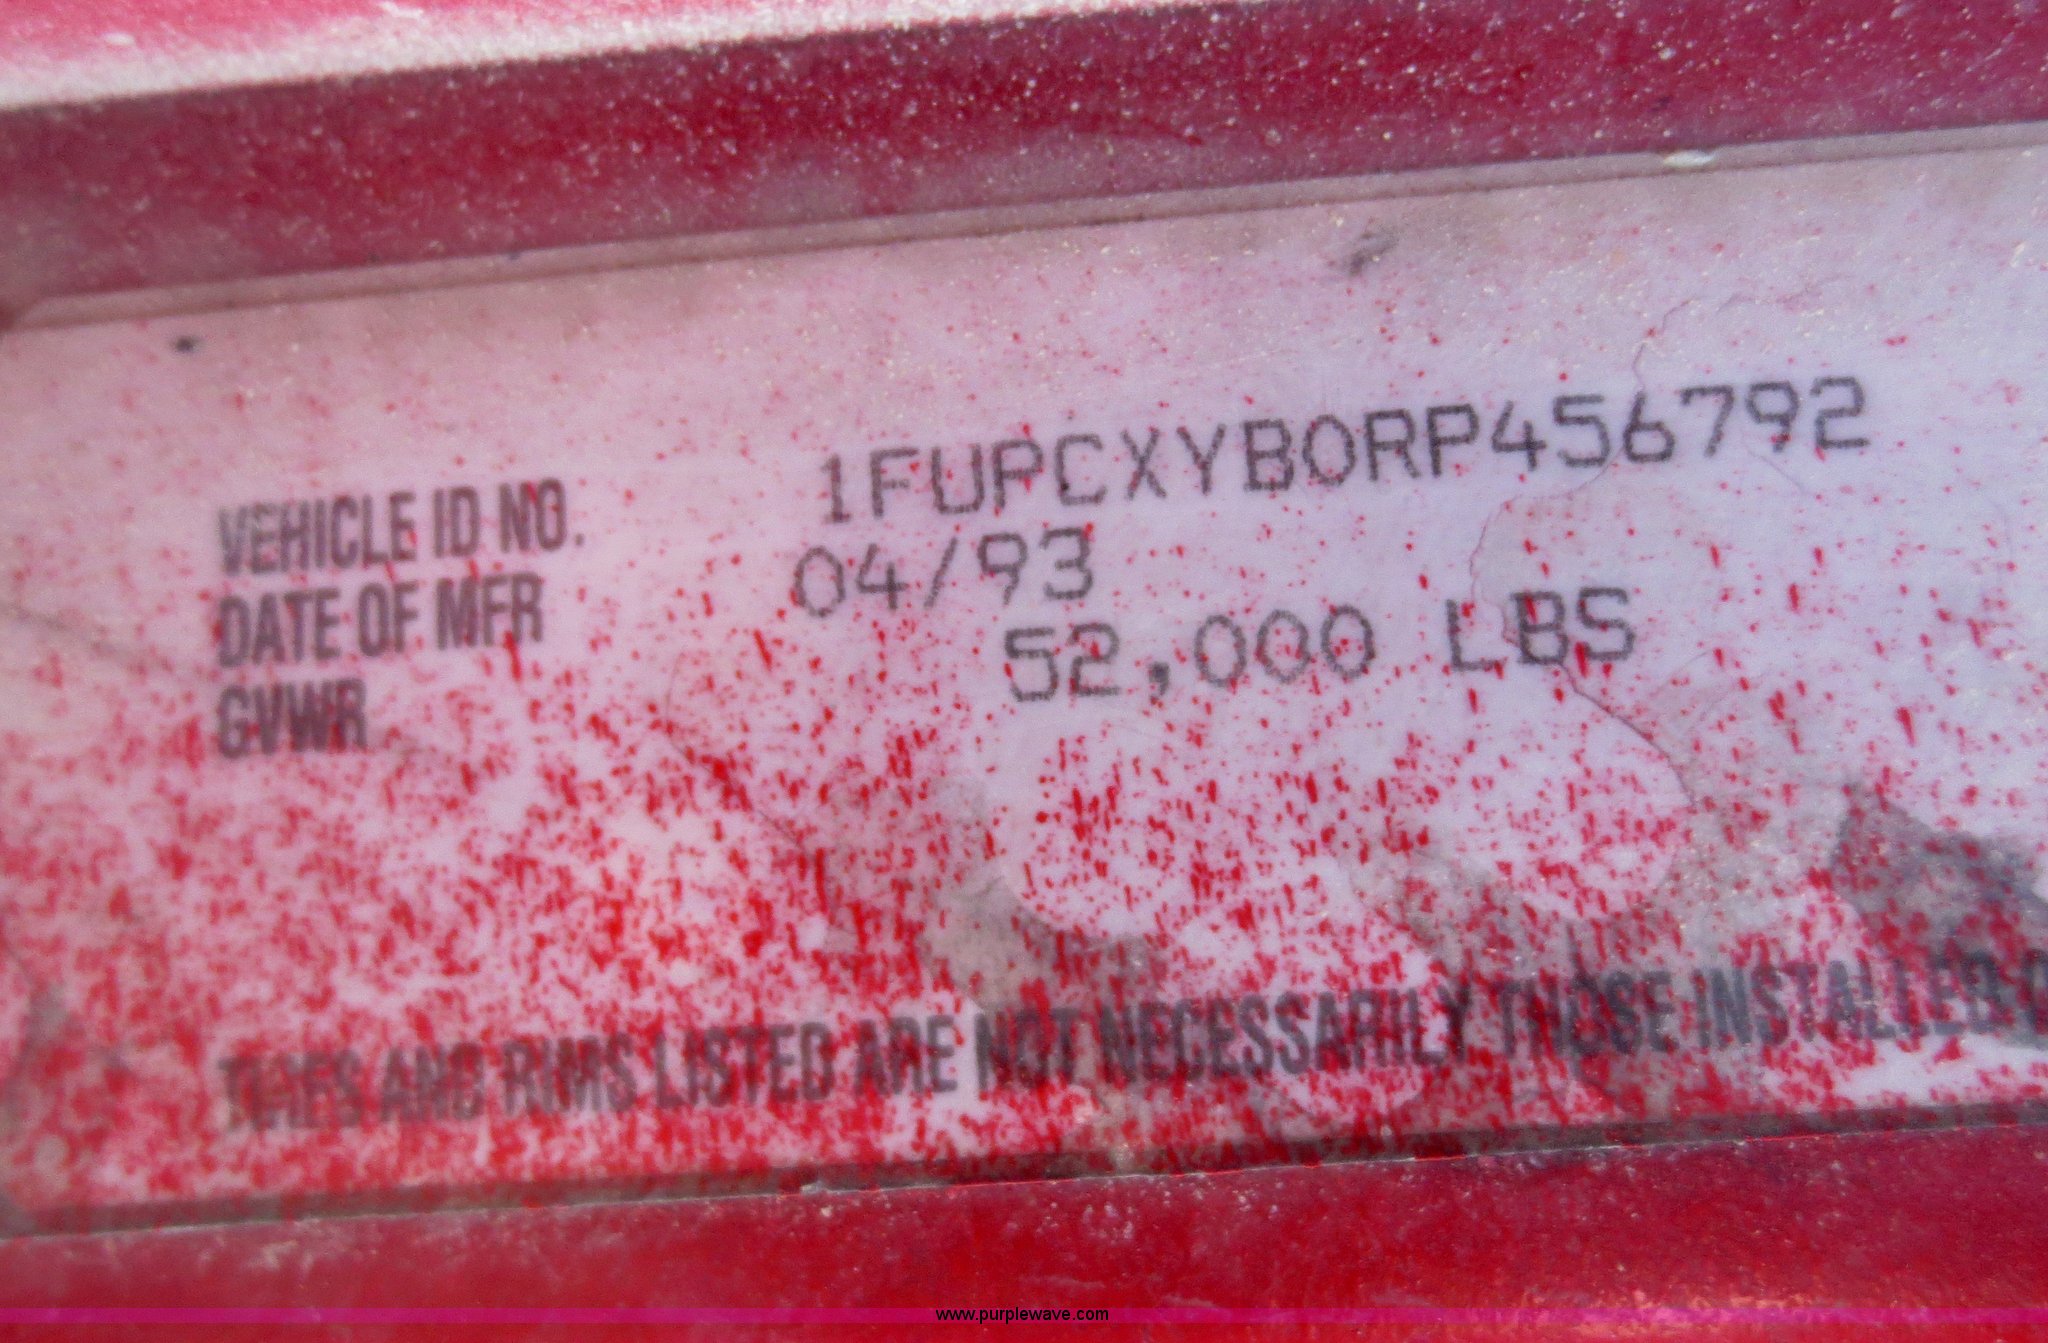 VEHICLE ID NO. 1FUPCXYB0RP456792
DATE OF MFR 04/93
GVWR 52,000 LBS
TIRES AND RIMS LISTED ARE NOT NECESSARILY THOSE INSTALLED
www.purplewave.com